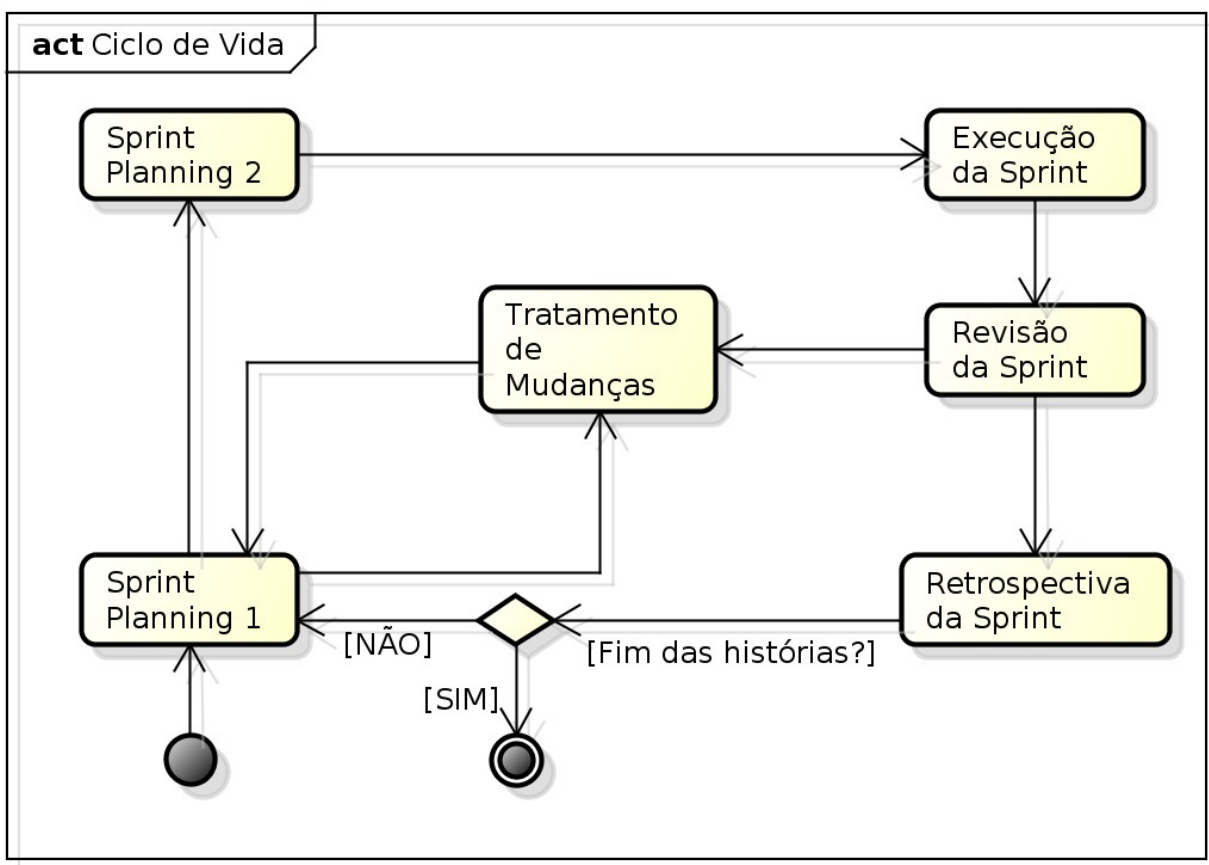 act Ciclo de Vida
Sprint
Planning 2
Execução
da Sprint
Tratamento
de
Mudanças
Revisão
da Sprint
Sprint
Planning 1
Retrospectiva
da Sprint
[NÃO]
[Fim das histórias?]
[SIM]